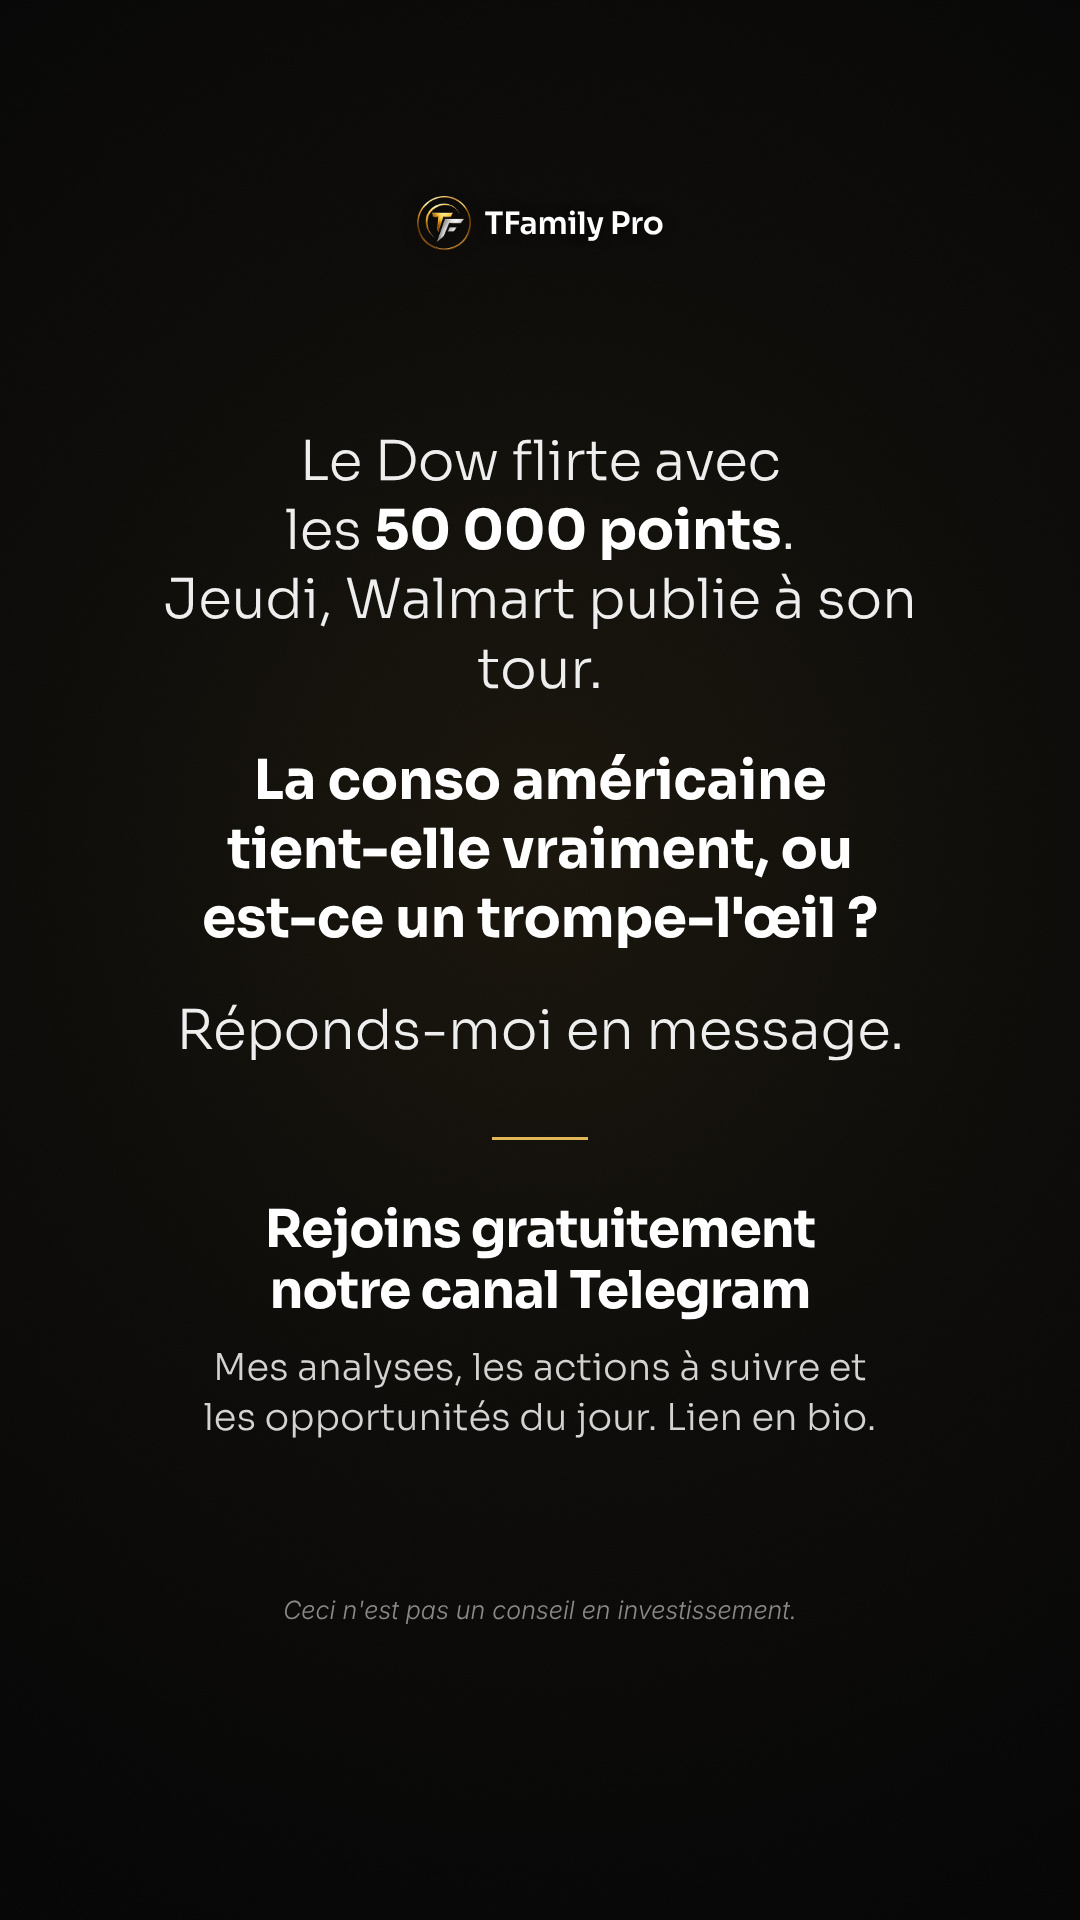 TF TFamily Pro
Le Dow flirte avec
les 50 000 points.
Jeudi, Walmart publie à son
tour.
La conso américaine
tient-elle vraiment, ou
est-ce un trompe-l'œil ?
Réponds-moi en message.
Rejoins gratuitement
notre canal Telegram
Mes analyses, les actions à suivre et
les opportunités du jour. Lien en bio.
Ceci n'est pas un conseil en investissement.